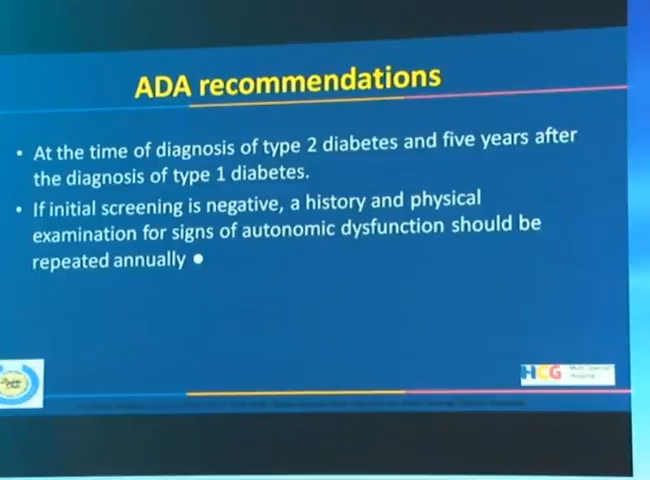 ADA recommendations
• At the time of diagnosis of type 2 diabetes and five years after
the diagnosis of type 1 diabetes.
• If initial screening is negative, a history and physical
examination for signs of autonomic dysfunction should be
repeated annually
HCG
Hospital